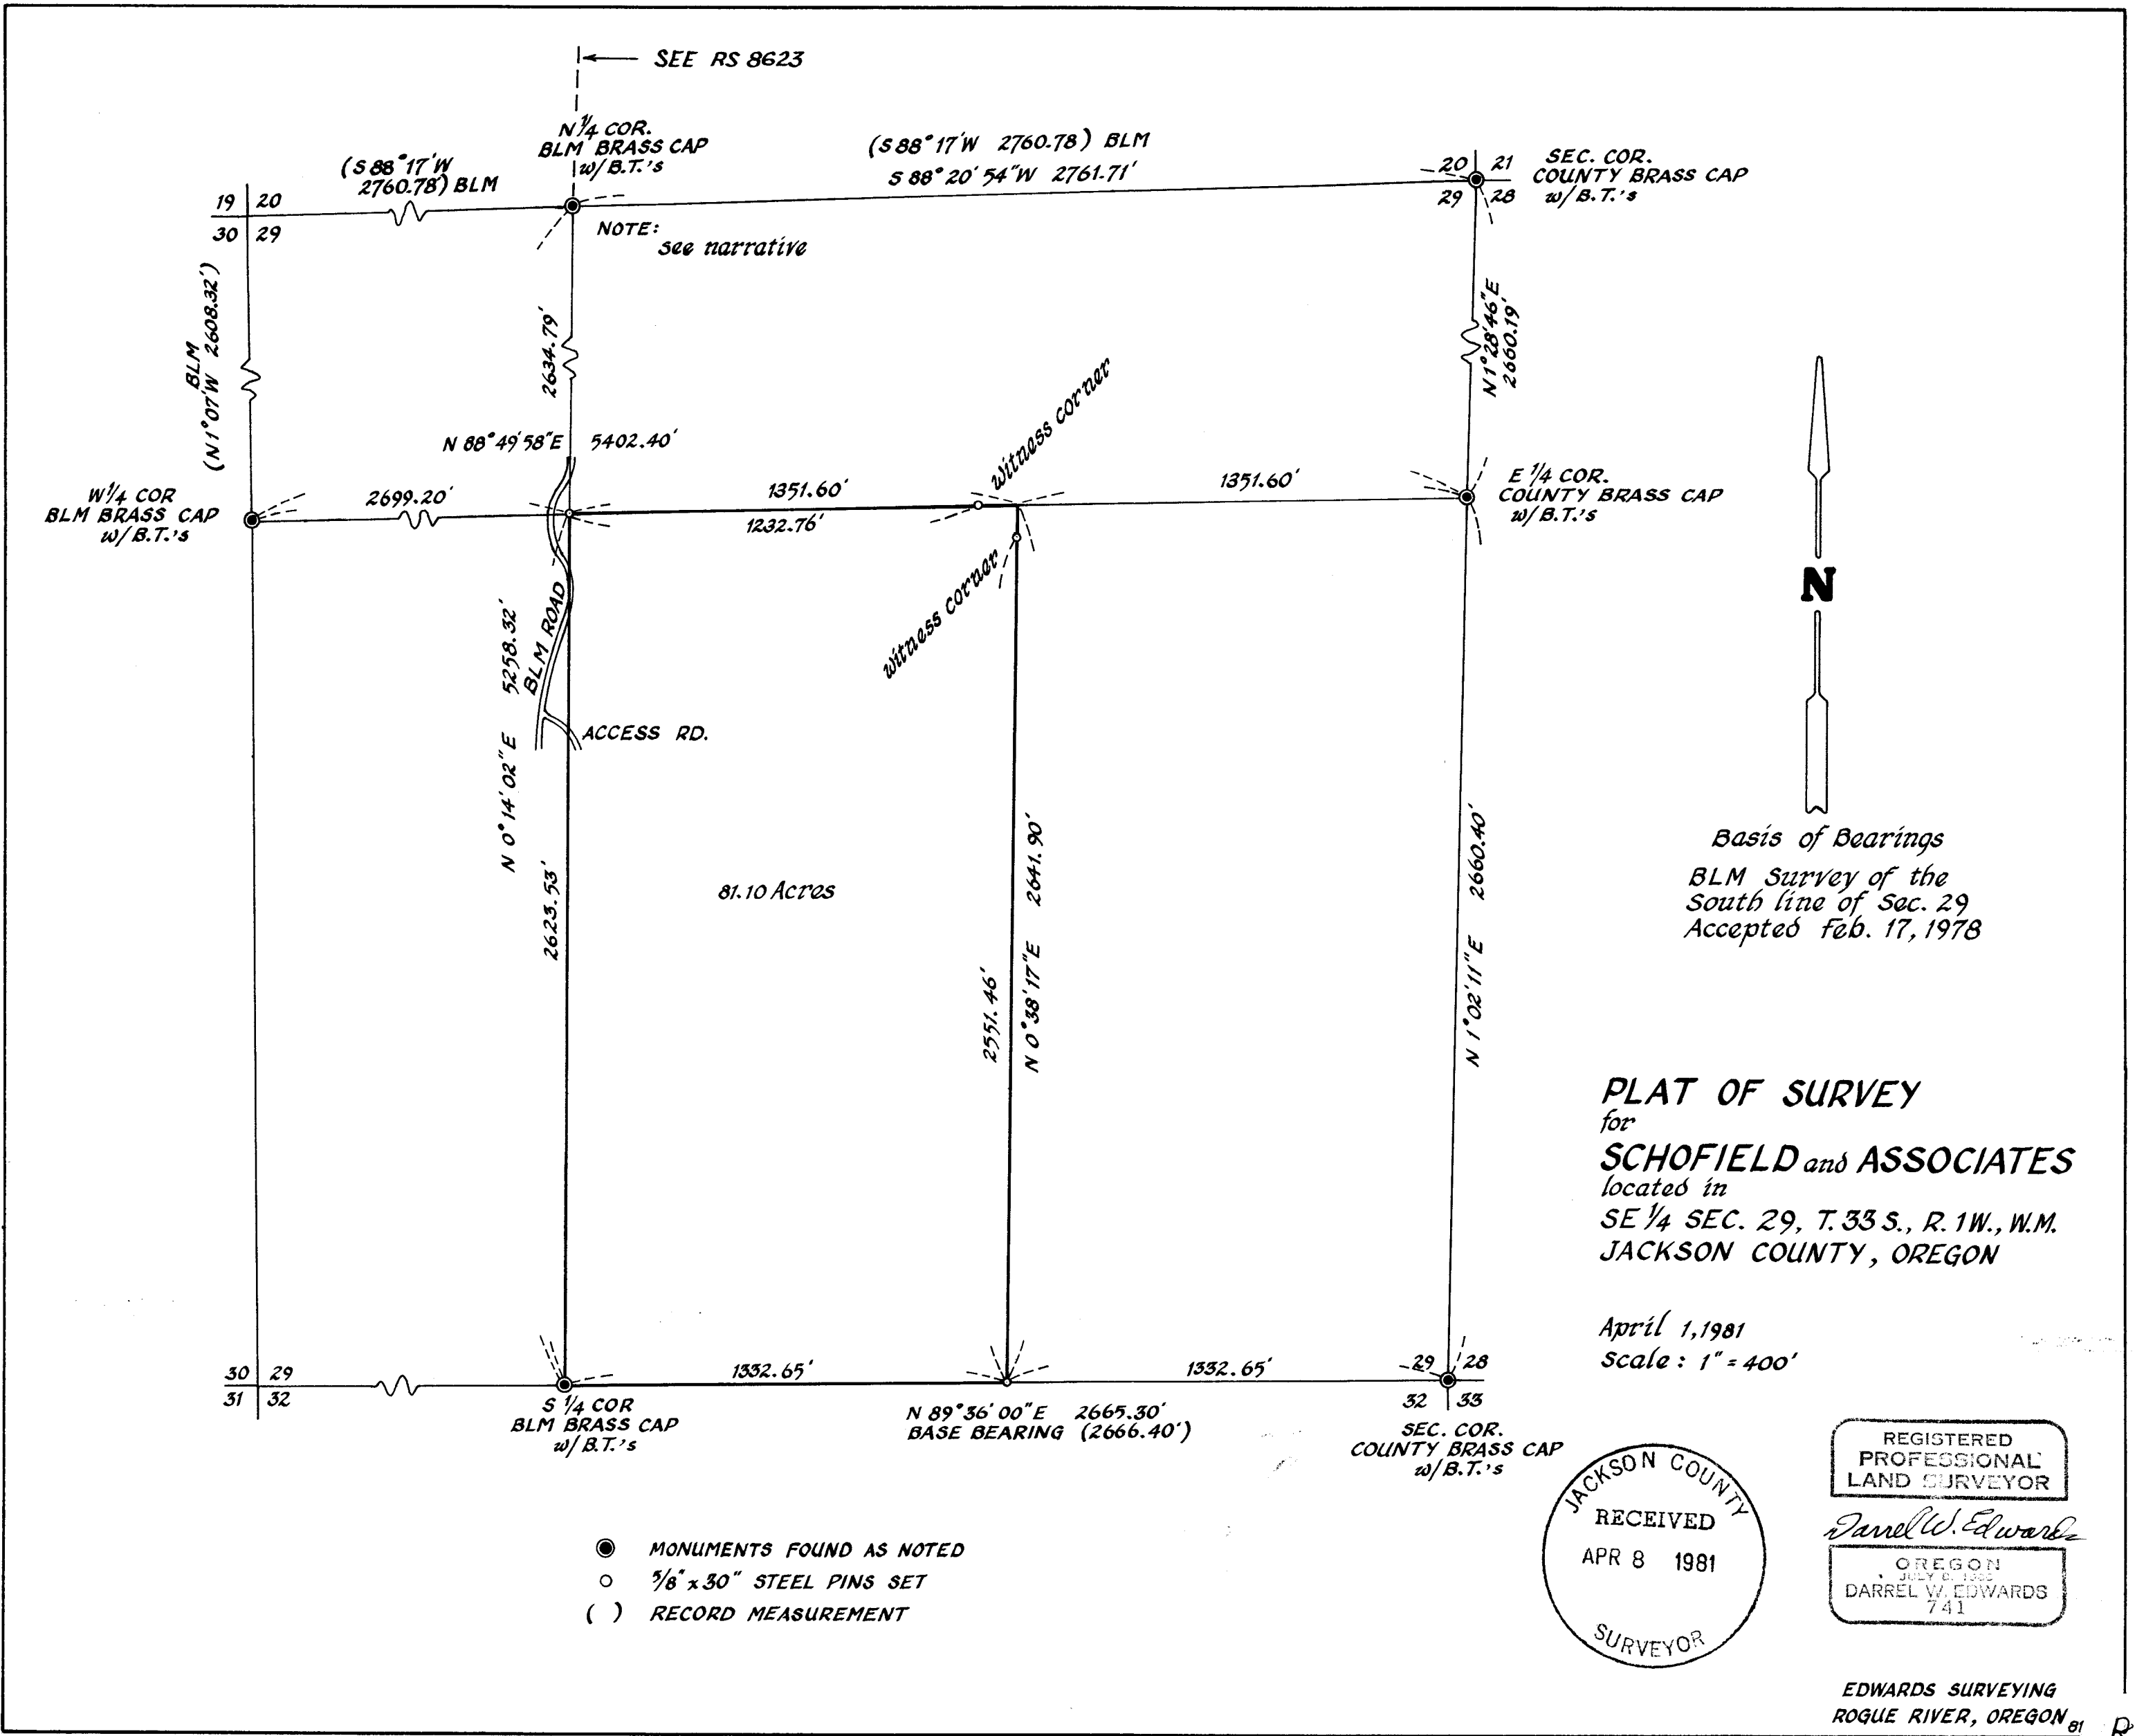 SEE RS 8623
N 1/4 COR.
BLM BRASS CAP
w/ B.T.'s
(S 88° 17' W
2760.78') BLM
(S 88° 17' W 2760.78) BLM
S 88° 20' 54" W 2761.71'
20 21
29 28
SEC. COR.
COUNTY BRASS CAP
w/ B.T.'s
19 20
30 29
NOTE:
see narrative
BLM
(N 1° 07' W 2608.32')
2634.79'
N 1° 28' 46" E
2660.19'
witness corner
N 88° 49' 58" E 5402.40'
W 1/4 COR
BLM BRASS CAP
w/ B.T.'s
2699.20'
1351.60'
1232.76'
1351.60'
E 1/4 COR.
COUNTY BRASS CAP
w/ B.T.'s
witness corner
N
BLM ROAD
N 0° 14' 02" E 5258.32'
ACCESS RD.
2623.53'
81.10 Acres
2551.46'
N 0° 38' 17" E 2641.90'
N 1° 02' 11" E 2660.40'
Basis of Bearings
BLM Survey of the
South line of Sec. 29
Accepted Feb. 17, 1978
PLAT OF SURVEY
for
SCHOFIELD and ASSOCIATES
located in
SE 1/4 SEC. 29, T. 33 S., R. 1 W., W.M.
JACKSON COUNTY, OREGON
April 1, 1981
Scale: 1" = 400'
30 29
31 32
1332.65'
1332.65'
29 28
32 33
S 1/4 COR
BLM BRASS CAP
w/ B.T.'s
N 89° 36' 00" E 2665.30'
BASE BEARING (2666.40')
SEC. COR.
COUNTY BRASS CAP
w/ B.T.'s
MONUMENTS FOUND AS NOTED
5/8" x 30" STEEL PINS SET
( ) RECORD MEASUREMENT
JACKSON COUNTY
RECEIVED
APR 8 1981
SURVEYOR
REGISTERED
PROFESSIONAL
LAND SURVEYOR
Darrel W. Edwards
OREGON
DARREL W. EDWARDS
741
EDWARDS SURVEYING
ROGUE RIVER, OREGON 81